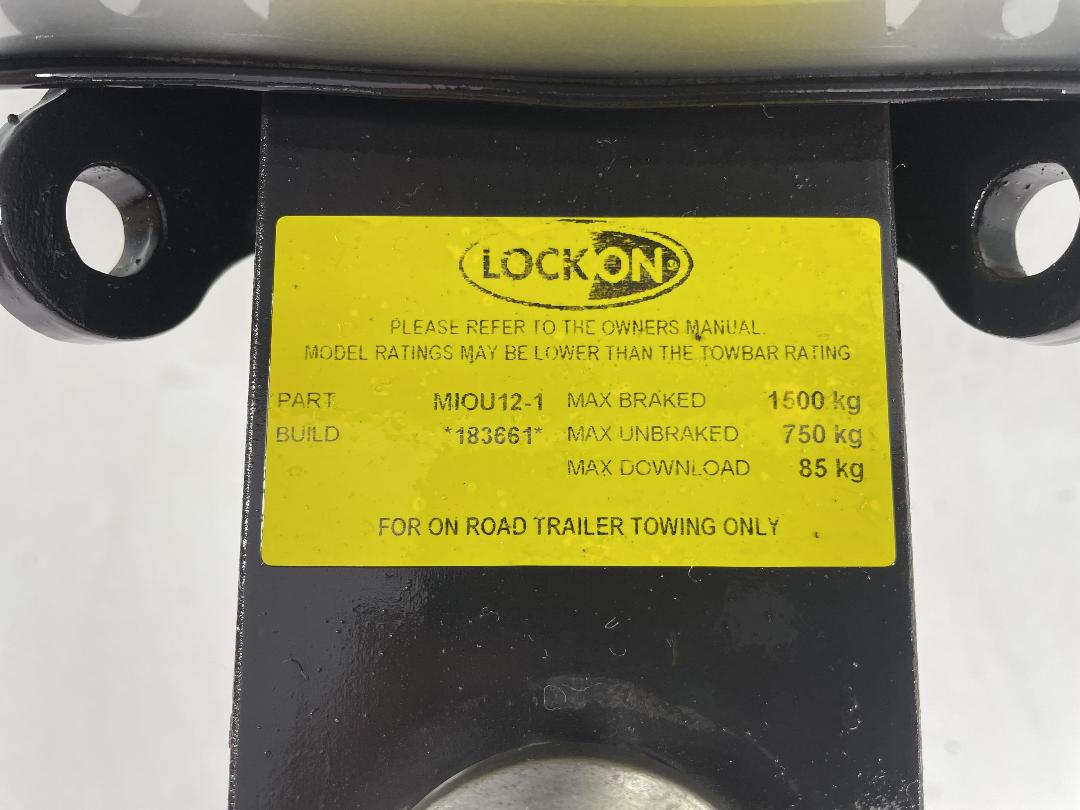 LOCK ON
PLEASE REFER TO THE OWNERS MANUAL.
MODEL RATINGS MAY BE LOWER THAN THE TOWBAR RATING
PART MIOU12-1 MAX BRAKED 1500 kg
BUILD *183661* MAX UNBRAKED 750 kg
MAX DOWNLOAD 85 kg
FOR ON ROAD TRAILER TOWING ONLY